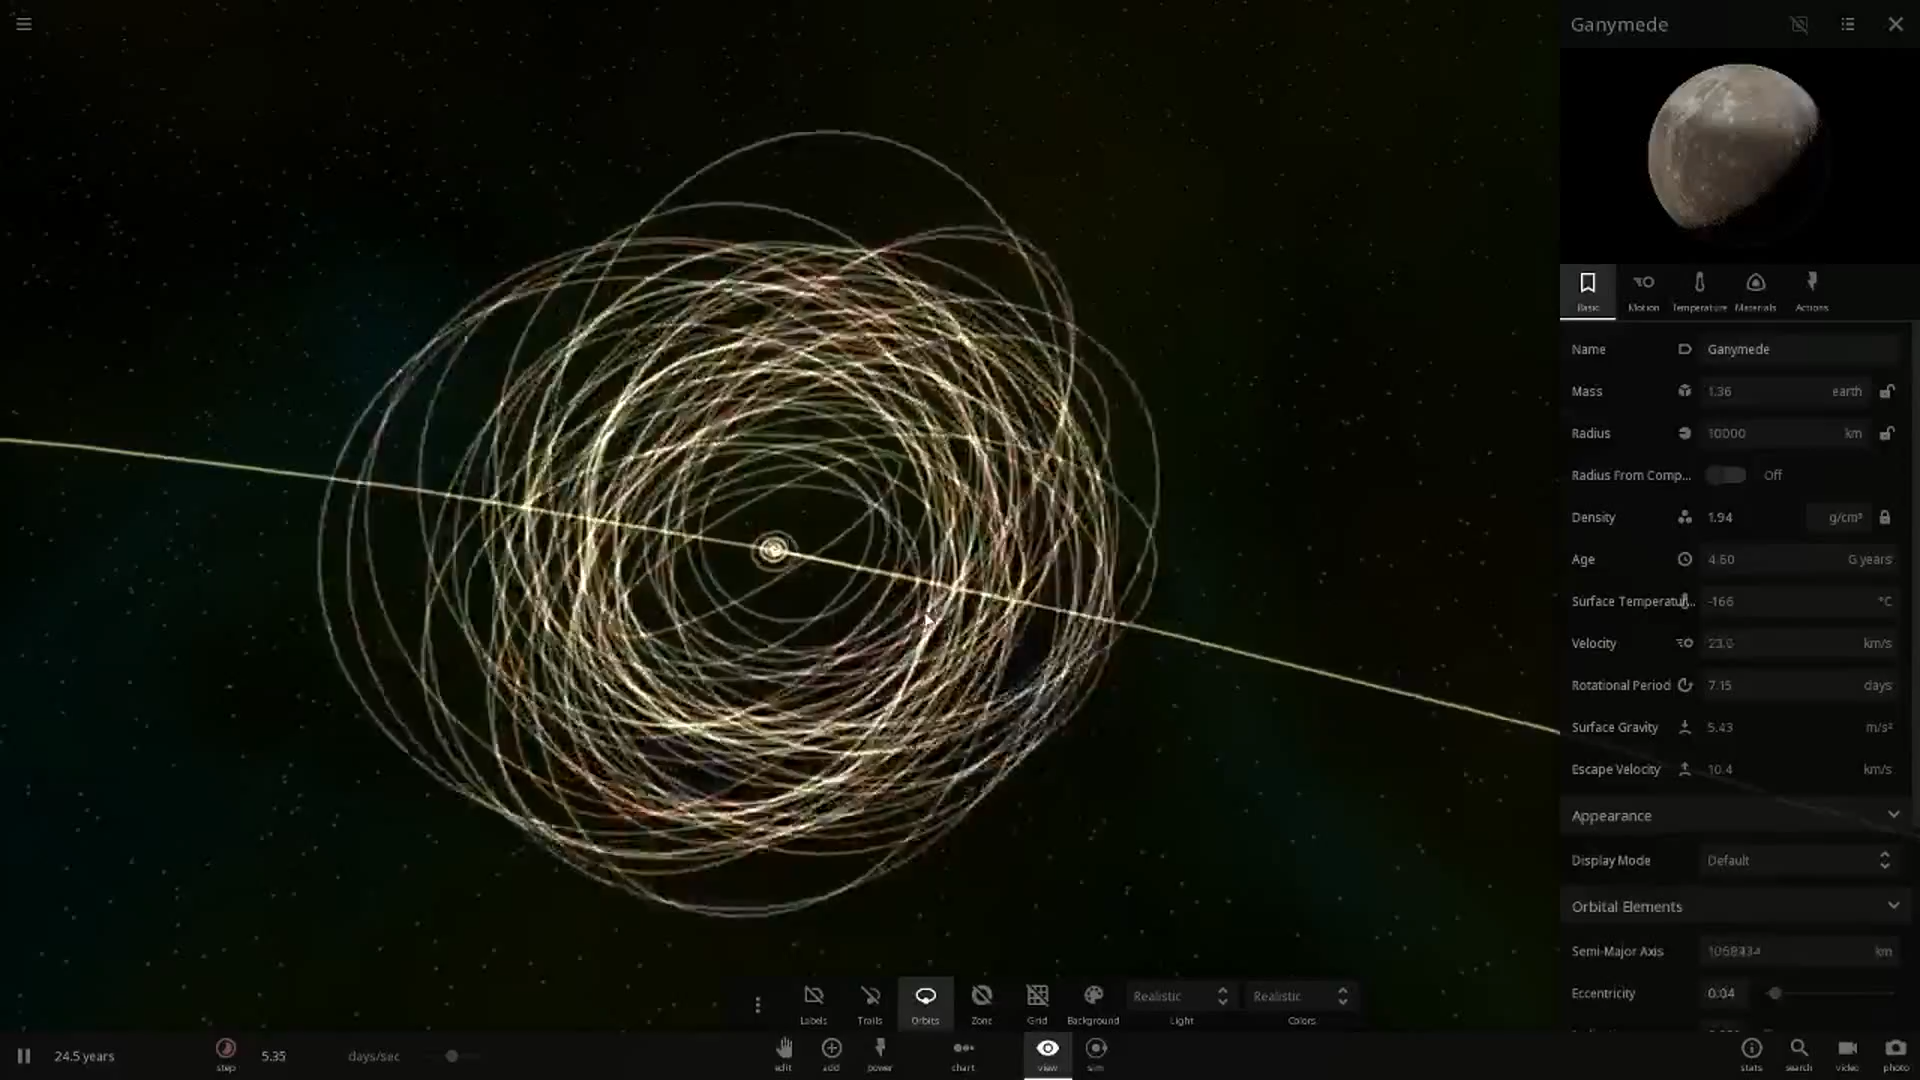 Ganymede
Basic
Motion
Temperature
Materials
Actions
Name
Ganymede
Mass
1.36
earth
Radius
10000
km
Radius From Comp...
Off
Density
1.94
g/cm³
Age
4.60
G years
Surface Temperatur...
-166
°C
Velocity
km/s
Rotational Period
7.15
days
Surface Gravity
5.43
m/s²
Escape Velocity
10.4
km/s
Appearance
Display Mode
Default
Orbital Elements
Semi-Major Axis
km
Eccentricity
0.04
Realistic
Realistic
Labels
Trails
Orbits
Zone
Grid
Background
Light
Colors
24.5 years
step
5.35
days/sec
edit
add
power
chart
view
sim
stats
search
video
photo